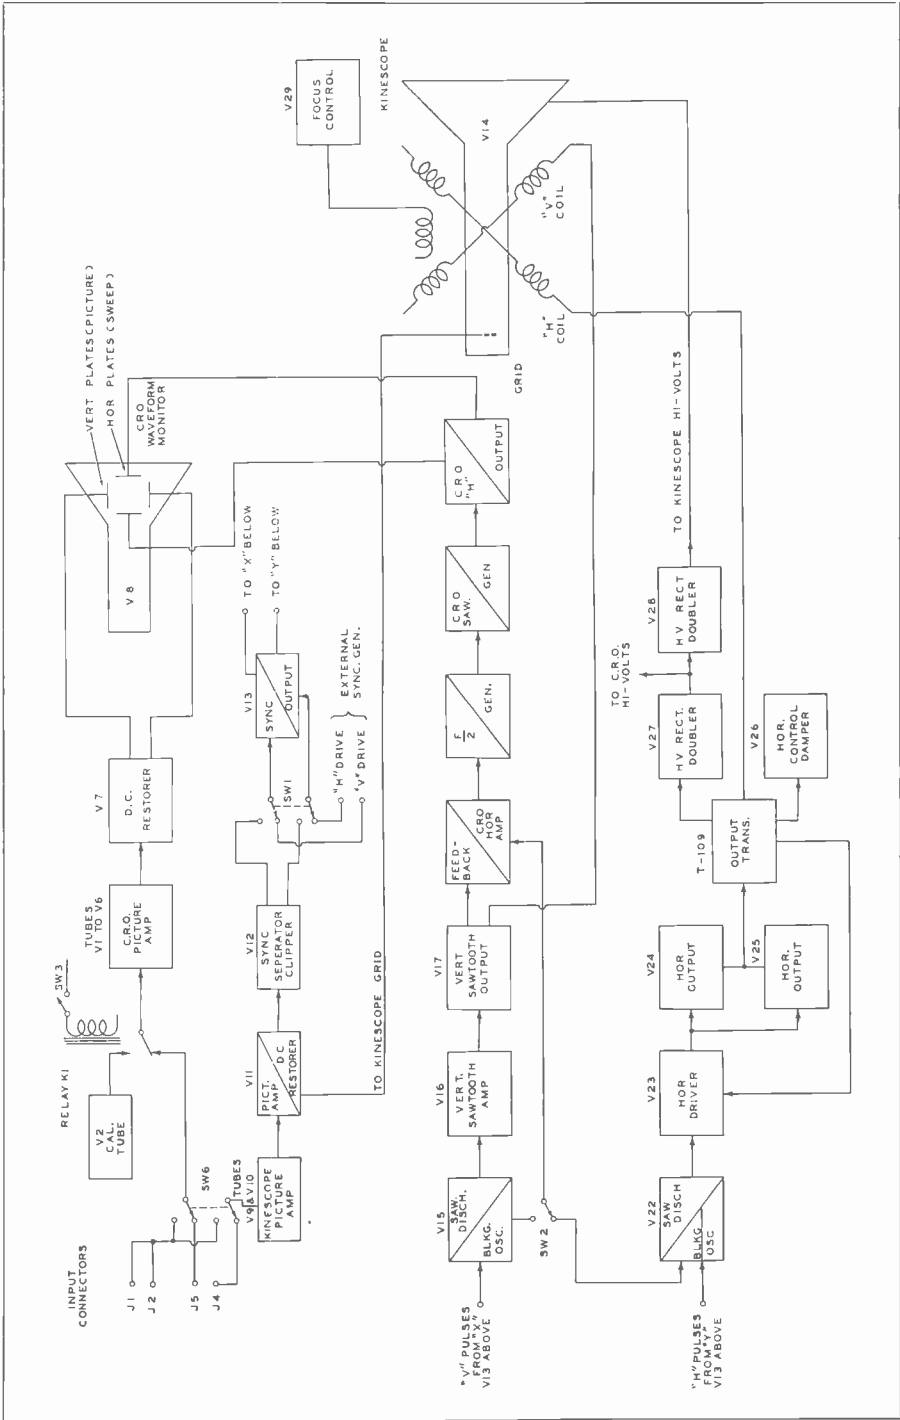 INPUT
CONNECTORS
J1
J2
J5
J4
SW6
RELAY K1
V2
CAL.
TUBE
SW3
TUBES
V1 TO V6
C.R.O.
PICTURE
AMP
V7
D.C.
RESTORER
V8
VERT PLATES (PICTURE)
HOR PLATES (SWEEP)
CRO
WAVEFORM
MONITOR
TUBES
V9 & V10
KINESCOPE
PICTURE
AMP
V11
PICT.
AMP
DC
RESTORER
TO KINESCOPE GRID
V12
SYNC
SEPERATOR
CLIPPER
SW1
V13
SYNC
OUTPUT
TO "X" BELOW
TO "Y" BELOW
"H" DRIVE
"V" DRIVE
EXTERNAL
SYNC. GEN.
V29
FOCUS
CONTROL
KINESCOPE
V14
"V"
COIL
"H"
COIL
GRID
"V" PULSES
FROM "X"
V13 ABOVE
V15
SAW.
DISCH.
BLKG.
OSC.
SW2
V16
VERT.
SAWTOOTH
AMP
V17
VERT
SAWTOOTH
OUTPUT
FEED-
BACK
CRO
HOR
AMP
F
2
GEN.
CRO
SAW.
GEN
CRO
"H"
OUTPUT
"H" PULSES
FROM "Y"
V13 ABOVE
V22
SAW
DISCH
BLKG
OSC
V23
HOR
DRIVER
V24
HOR
OUTPUT
V25
HOR.
OUTPUT
T-109
OUTPUT
TRANS.
V26
HOR.
CONTROL
DAMPER
V27
HV RECT.
DOUBLER
TO C.R.O.
HI-VOLTS
V28
HV RECT
DOUBLER
TO KINESCOPE HI-VOLTS